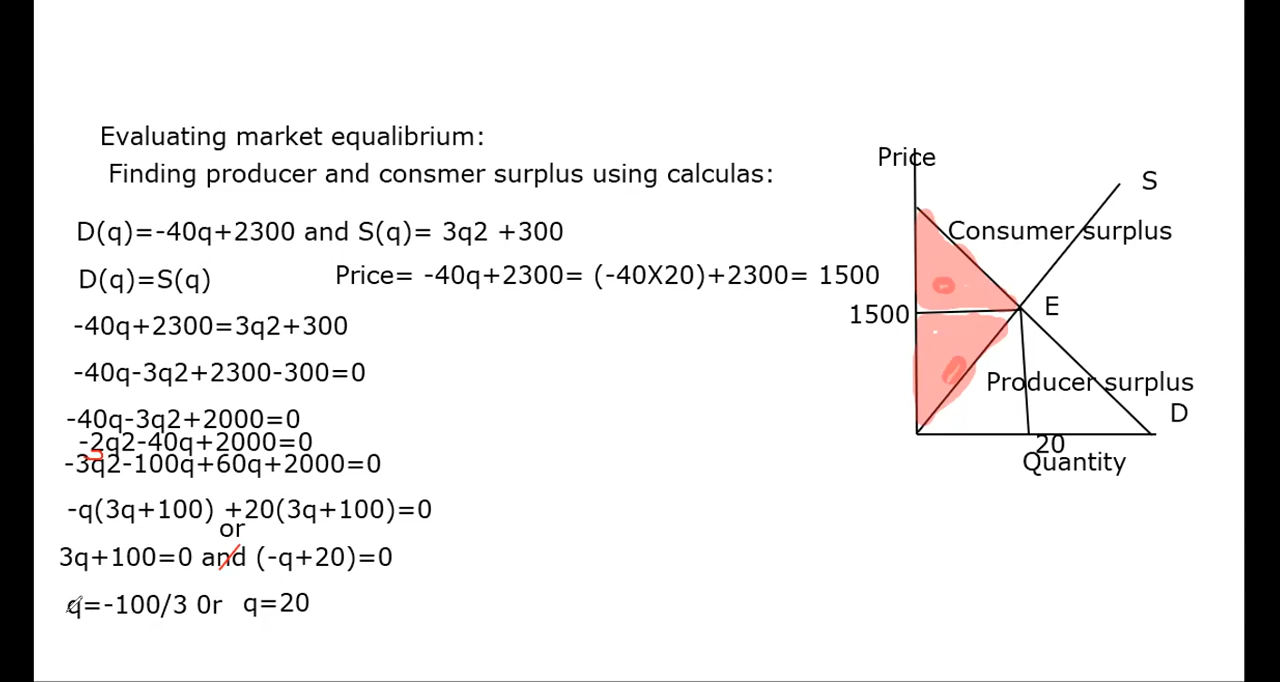 Evaluating market equalibrium:
Finding producer and consmer surplus using calculas:
D(q)=-40q+2300 and S(q)= 3q2 +300
D(q)=S(q)
Price= -40q+2300= (-40X20)+2300= 1500
-40q+2300=3q2+300
-40q-3q2+2300-300=0
-40q-3q2+2000=0
-2q2-40q+2000=0
-3q2-100q+60q+2000=0
-q(3q+100) +20(3q+100)=0
or
3q+100=0 and (-q+20)=0
q=-100/3 0r q=20
Price
S
Consumer surplus
1500
E
Producer surplus
D
20
Quantity